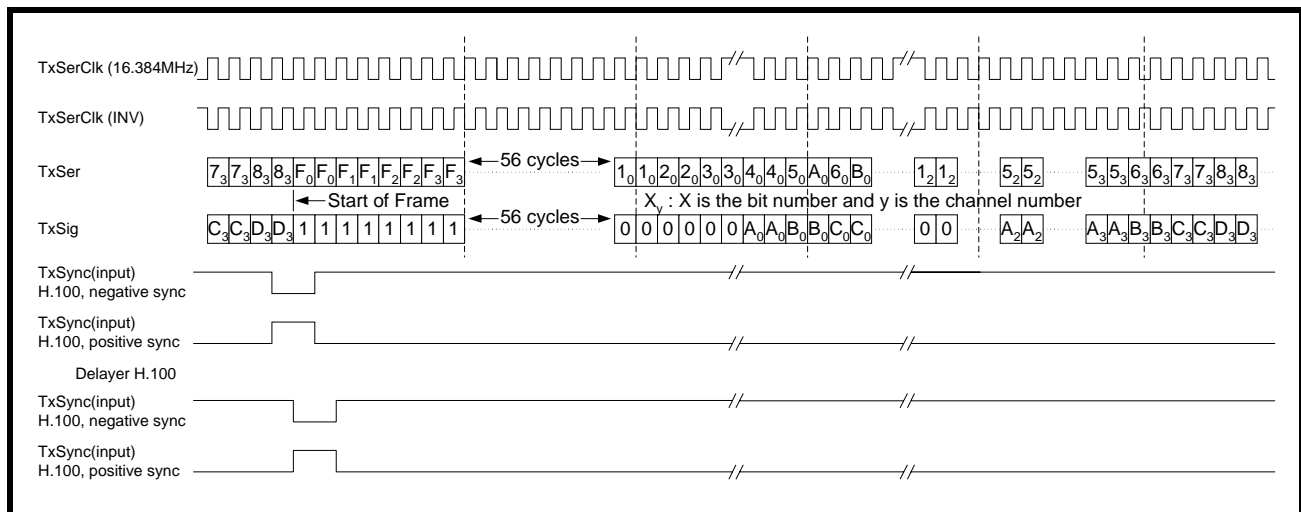 TxSerClk (16.384MHz)
TxSerClk (INV)
TxSer
7₃ 7₃ 8₃ 8₃ F₀ F₀ F₁ F₁ F₂ F₂ F₃ F₃ 56 cycles 1₀ 1₀ 2₀ 2₀ 3₀ 3₀ 4₀ 4₀ 5₀ A₀ 6₀ B₀ 1₂ 1₂ 5₂ 5₂ 5₃ 5₃ 6₃ 6₃ 7₃ 7₃ 8₃ 8₃
Start of Frame
Xy : X is the bit number and y is the channel number
TxSig
C₃ C₃ D₃ D₃ 1 1 1 1 1 1 1 1 56 cycles 0 0 0 0 0 0 A₀ A₀ B₀ B₀ C₀ C₀ 0 0 A₂ A₂ A₃ A₃ B₃ B₃ C₃ C₃ D₃ D₃
TxSync(input)
H.100, negative sync
TxSync(input)
H.100, positive sync
Delayer H.100
TxSync(input)
H.100, negative sync
TxSync(input)
H.100, positive sync